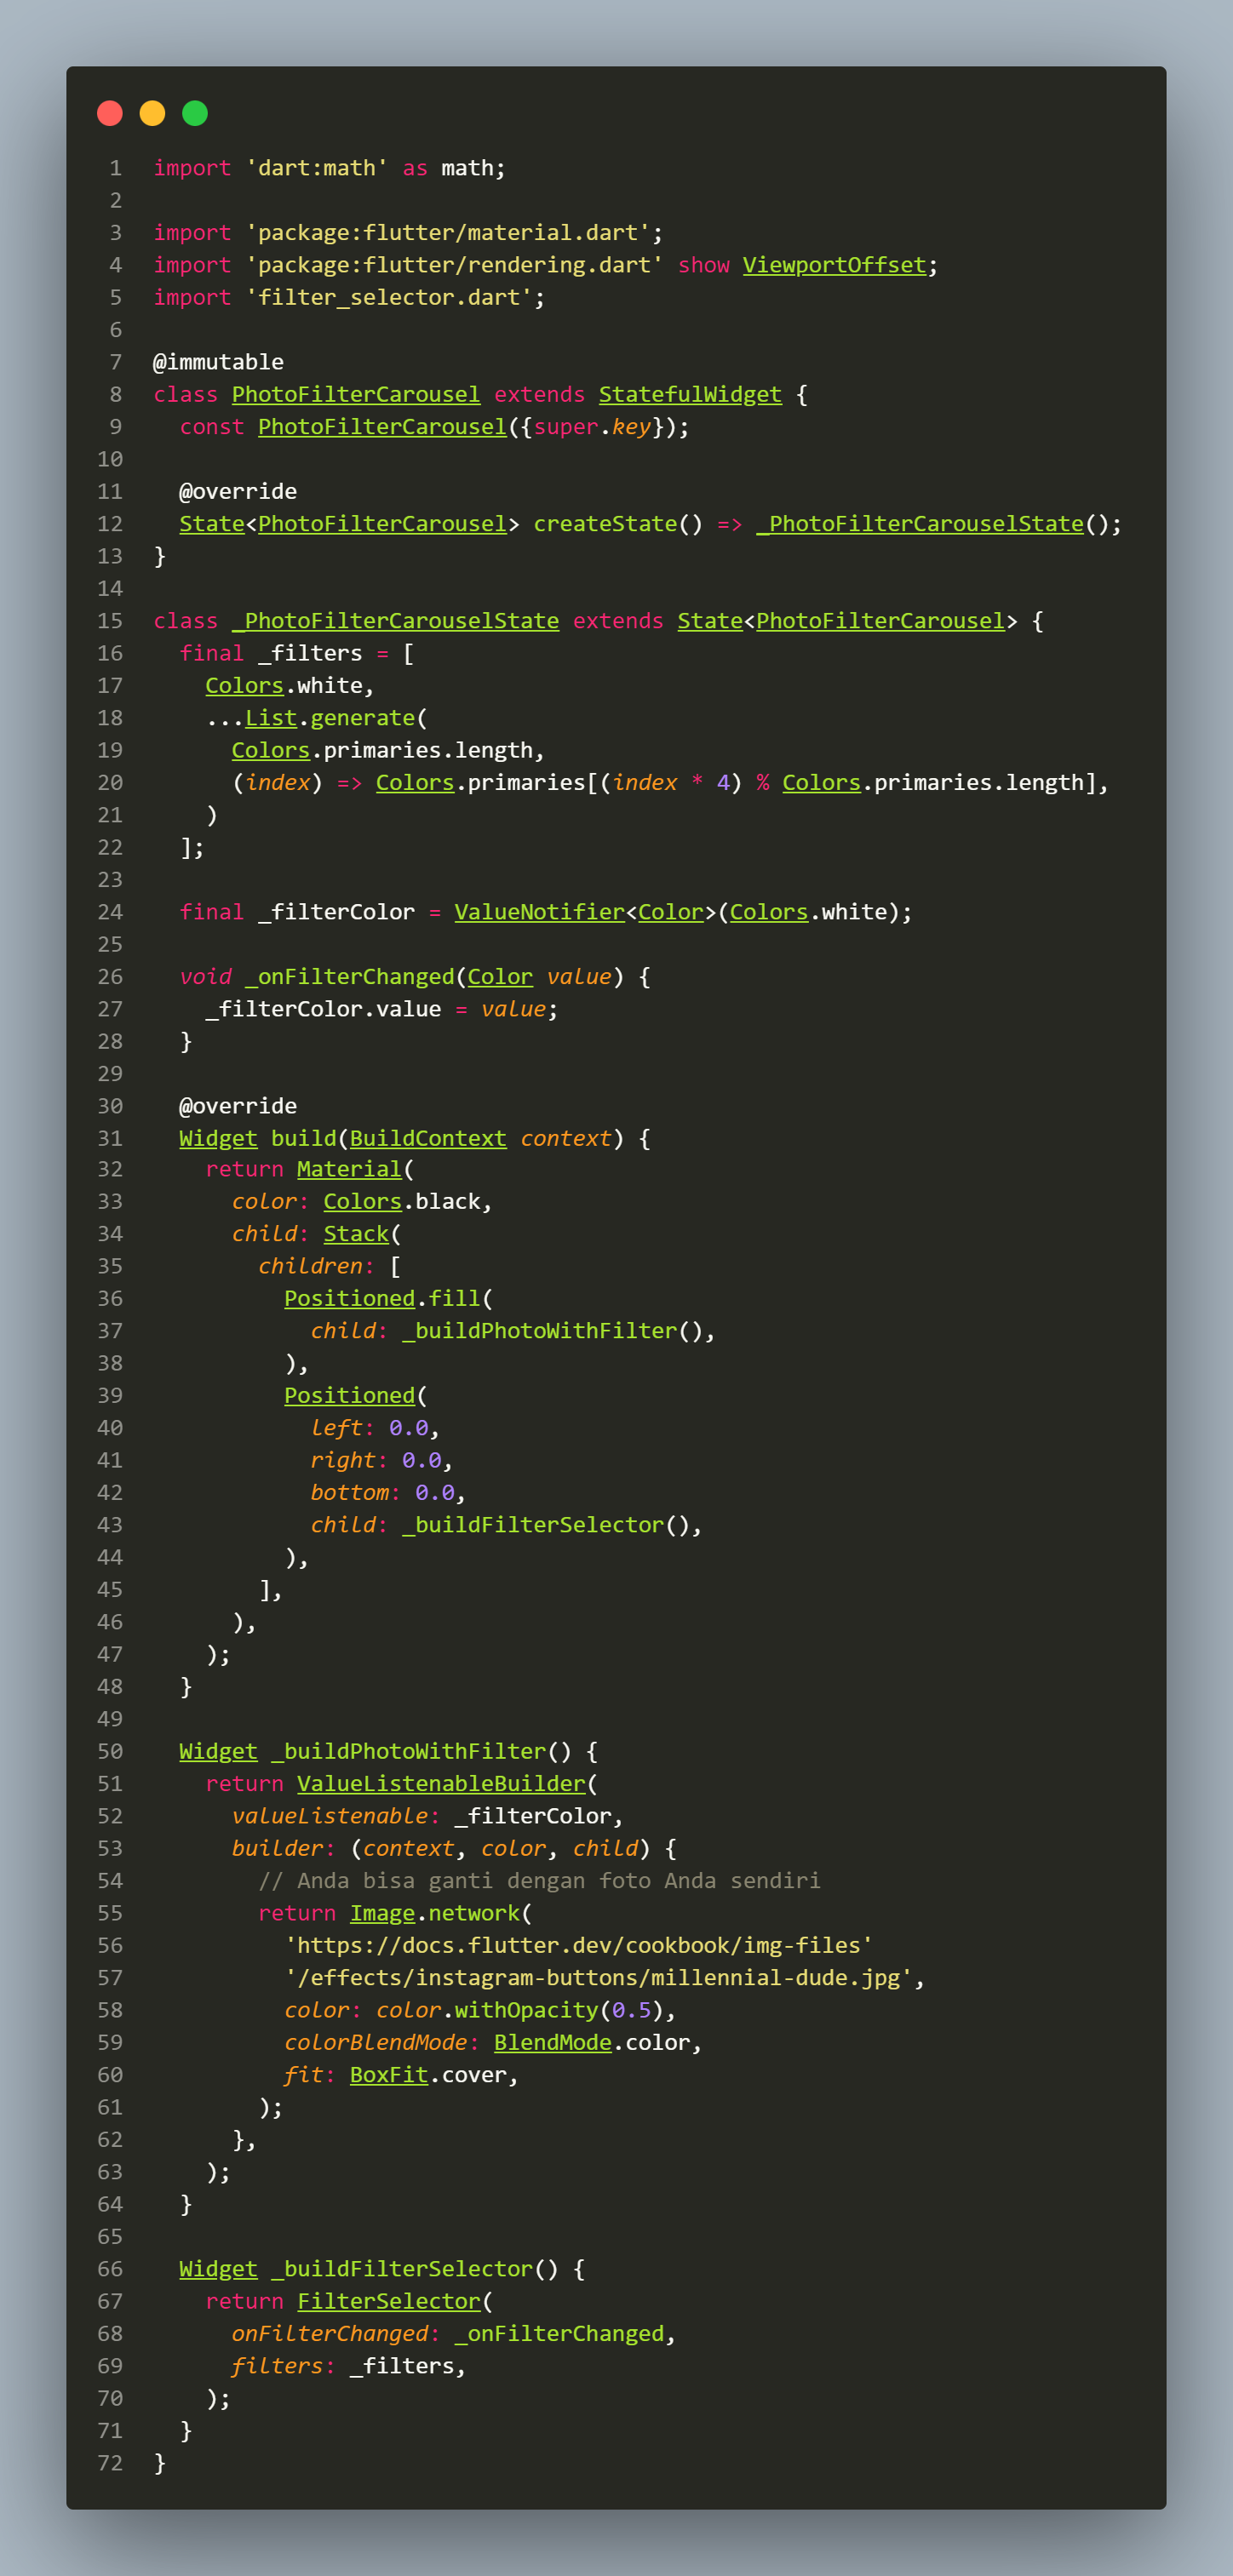 1 import 'dart:math' as math;
2
3 import 'package:flutter/material.dart';
4 import 'package:flutter/rendering.dart' show ViewportOffset;
5 import 'filter_selector.dart';
6
7 @immutable
8 class PhotoFilterCarousel extends StatefulWidget {
9   const PhotoFilterCarousel({super.key});
10
11   @override
12   State<PhotoFilterCarousel> createState() => _PhotoFilterCarouselState();
13 }
14
15 class _PhotoFilterCarouselState extends State<PhotoFilterCarousel> {
16   final _filters = [
17     Colors.white,
18     ...List.generate(
19       Colors.primaries.length,
20       (index) => Colors.primaries[(index * 4) % Colors.primaries.length],
21     )
22   ];
23
24   final _filterColor = ValueNotifier<Color>(Colors.white);
25
26   void _onFilterChanged(Color value) {
27     _filterColor.value = value;
28   }
29
30   @override
31   Widget build(BuildContext context) {
32     return Material(
33       color: Colors.black,
34       child: Stack(
35         children: [
36           Positioned.fill(
37             child: _buildPhotoWithFilter(),
38           ),
39           Positioned(
40             left: 0.0,
41             right: 0.0,
42             bottom: 0.0,
43             child: _buildFilterSelector(),
44           ),
45         ],
46       ),
47     );
48   }
49
50   Widget _buildPhotoWithFilter() {
51     return ValueListenableBuilder(
52       valueListenable: _filterColor,
53       builder: (context, color, child) {
54         // Anda bisa ganti dengan foto Anda sendiri
55         return Image.network(
56           'https://docs.flutter.dev/cookbook/img-files'
57           '/effects/instagram-buttons/millennial-dude.jpg',
58           color: color.withOpacity(0.5),
59           colorBlendMode: BlendMode.color,
60           fit: BoxFit.cover,
61         );
62       },
63     );
64   }
65
66   Widget _buildFilterSelector() {
67     return FilterSelector(
68       onFilterChanged: _onFilterChanged,
69       filters: _filters,
70     );
71   }
72 }